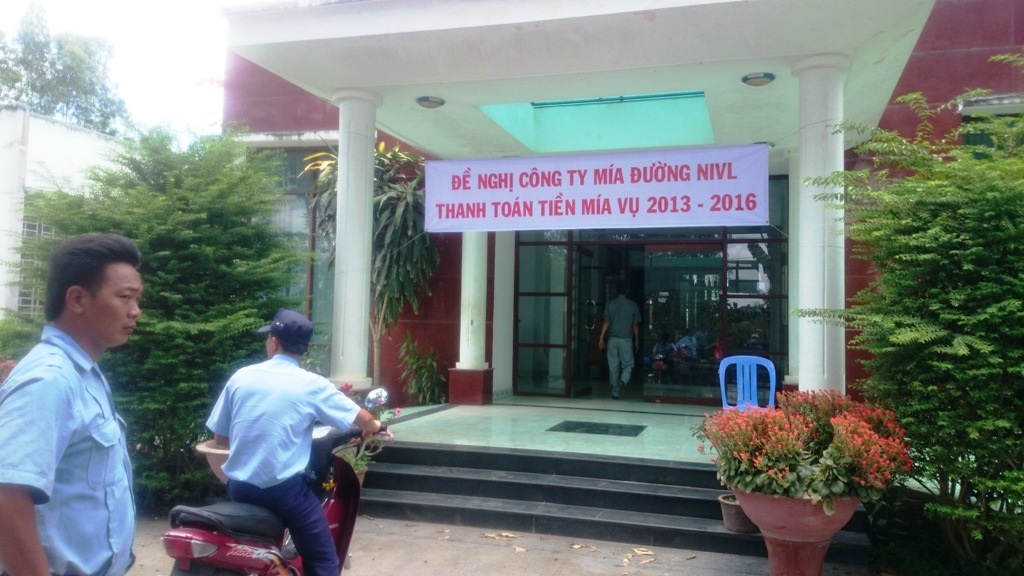 ĐỀ NGHỊ CÔNG TY MÍA ĐƯỜNG NIVL
THANH TOÁN TIỀN MÍA VỤ 2013 - 2016